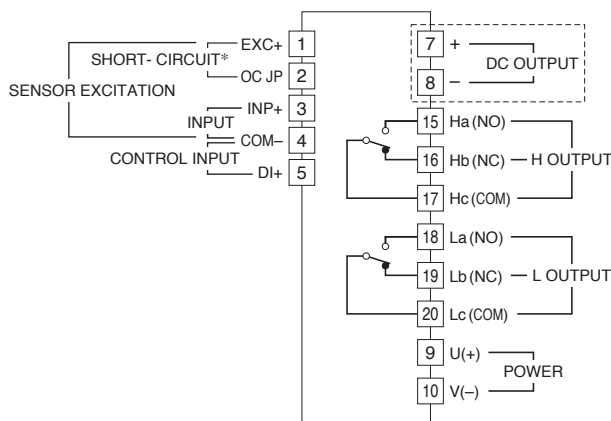 SHORT- CIRCUIT*
EXC+ 1
OC JP 2
SENSOR EXCITATION
INPUT
INP+ 3
COM– 4
CONTROL INPUT
DI+ 5
7 +
8 –
DC OUTPUT
15 Ha (NO)
16 Hb (NC)
H OUTPUT
17 Hc (COM)
18 La (NO)
19 Lb (NC)
L OUTPUT
20 Lc (COM)
9 U(+)
POWER
10 V(–)